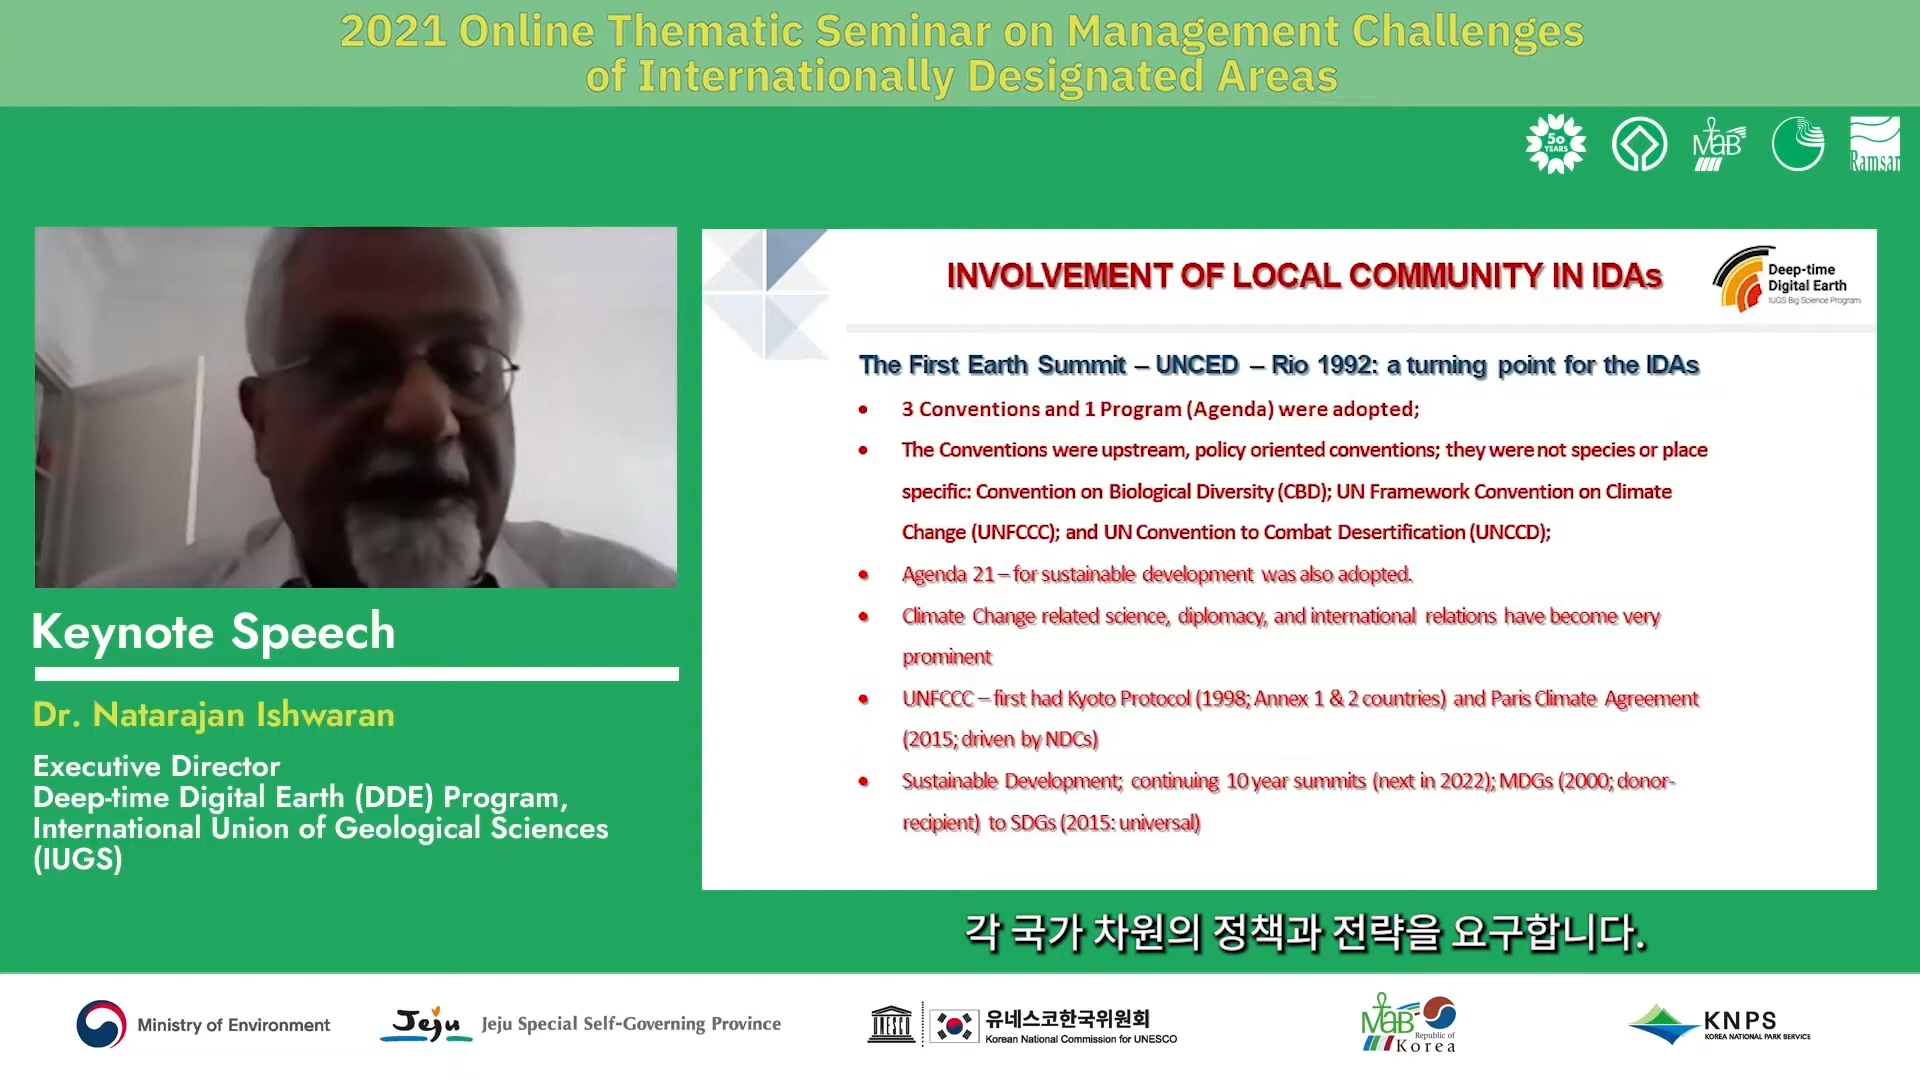 2021 Online Thematic Seminar on Management Challenges
of Internationally Designated Areas
50
YEARS
MaB
Ramsar
INVOLVEMENT OF LOCAL COMMUNITY IN IDAs
Deep-time
Digital Earth
IUGS Big Science Program
The First Earth Summit – UNCED – Rio 1992: a turning point for the IDAs
• 3 Conventions and 1 Program (Agenda) were adopted;
• The Conventions were upstream, policy oriented conventions; they were not species or place
specific: Convention on Biological Diversity (CBD); UN Framework Convention on Climate
Change (UNFCCC); and UN Convention to Combat Desertification (UNCCD);
• Agenda 21 – for sustainable development was also adopted.
• Climate Change related science, diplomacy, and international relations have become very
prominent
• UNFCCC – first had Kyoto Protocol (1998; Annex 1 & 2 countries) and Paris Climate Agreement
(2015; driven by NDCs)
• Sustainable Development; continuing 10 year summits (next in 2022); MDGs (2000; donor-
recipient) to SDGs (2015: universal)
Keynote Speech
Dr. Natarajan Ishwaran
Executive Director
Deep-time Digital Earth (DDE) Program,
International Union of Geological Sciences
(IUGS)
각 국가 차원의 정책과 전략을 요구합니다.
Ministry of Environment
Jeju
Jeju Special Self-Governing Province
UNESCO
유네스코한국위원회
Korean National Commission for UNESCO
MaB
Republic of
Korea
KNPS
KOREA NATIONAL PARK SERVICE